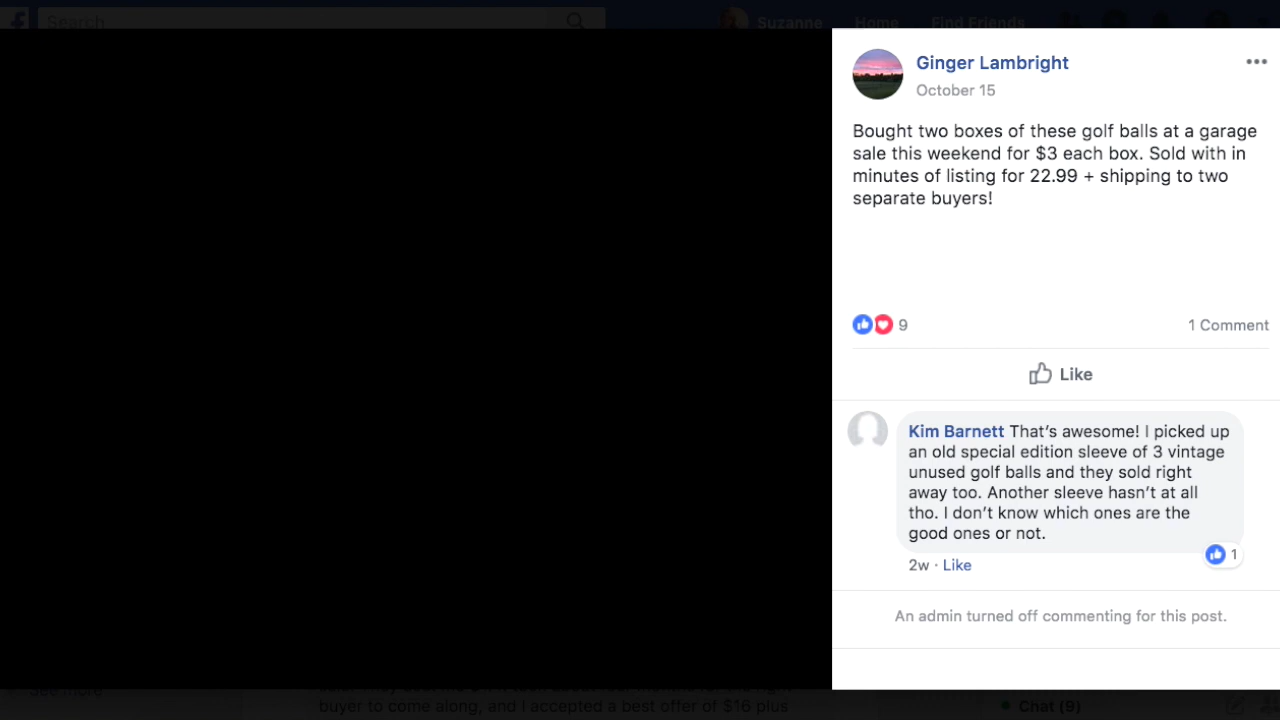 Search
Suzanne
Home
Find Friends
Ginger Lambright
October 15
Bought two boxes of these golf balls at a garage
sale this weekend for $3 each box. Sold with in
minutes of listing for 22.99 + shipping to two
separate buyers!
9
1 Comment
Like
Kim Barnett That's awesome! I picked up
an old special edition sleeve of 3 vintage
unused golf balls and they sold right
away too. Another sleeve hasn't at all
tho. I don't know which ones are the
good ones or not.
1
2w · Like
An admin turned off commenting for this post.
See more
buyer to come along, and I accepted a best offer of $16 plus
Chat (9)